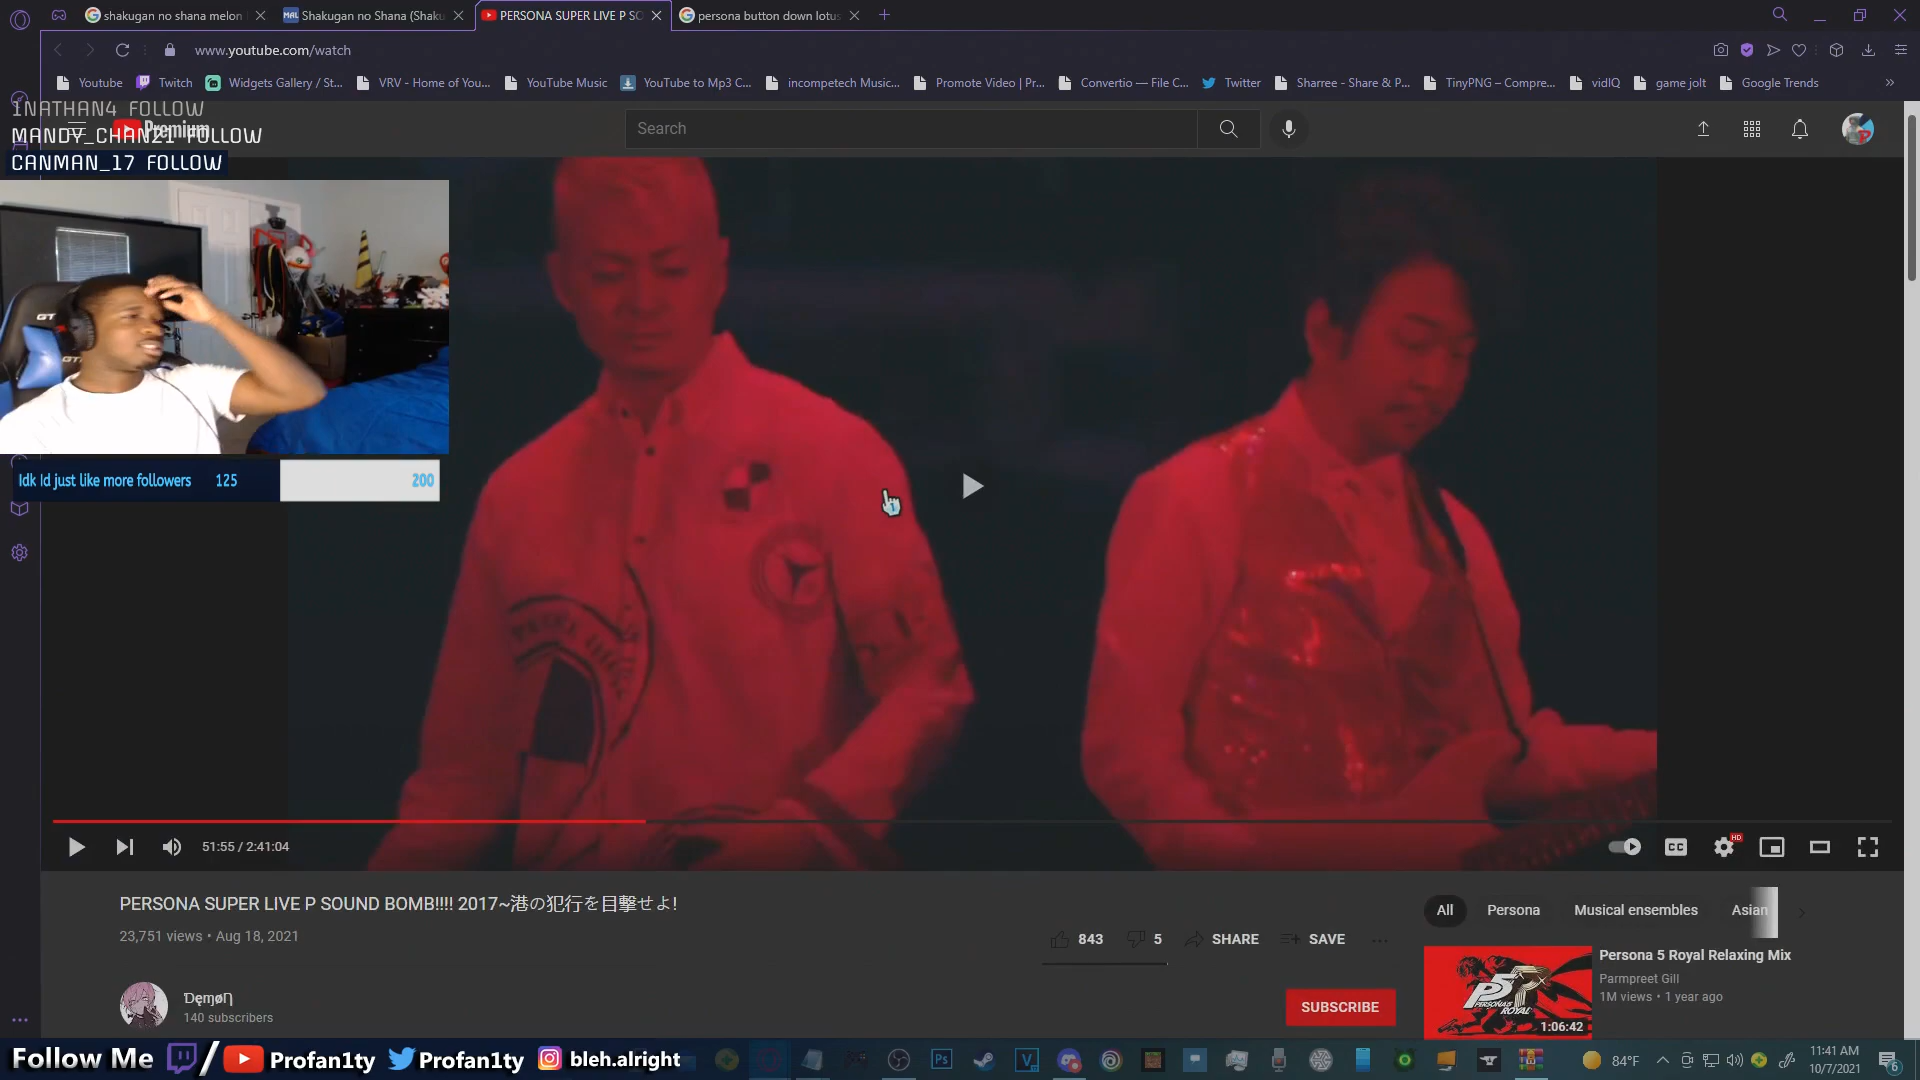 shakugan no shana melon
Shakugan no Shana (Shaku
PERSONA SUPER LIVE P SO
persona button down lotus
www.youtube.com/watch
Youtube
Twitch
Widgets Gallery / St...
VRV - Home of You...
YouTube Music
YouTube to Mp3 C...
incompetech Music...
Promote Video | Pr...
Convertio — File C...
Twitter
Sharree - Share & P...
TinyPNG – Compre...
vidIQ
game jolt
Google Trends
1NATHAN4 FOLLOW
Premium
MANDY_CHAN21 FOLLOW
CANMAN_17 FOLLOW
Search
Idk Id just like more followers 125 200
51:55 / 2:41:04
CC
HD
PERSONA SUPER LIVE P SOUND BOMB!!!! 2017~港の犯行を目撃せよ!
23,751 views • Aug 18, 2021
843
5
SHARE
SAVE
All
Persona
Musical ensembles
Asian
Persona 5 Royal Relaxing Mix
Parmpreet Gill
1M views • 1 year ago
1:06:42
140 subscribers
SUBSCRIBE
Follow Me
Profan1ty
Profan1ty
bleh.alright
Ps
84°F
11:41 AM
10/7/2021
6